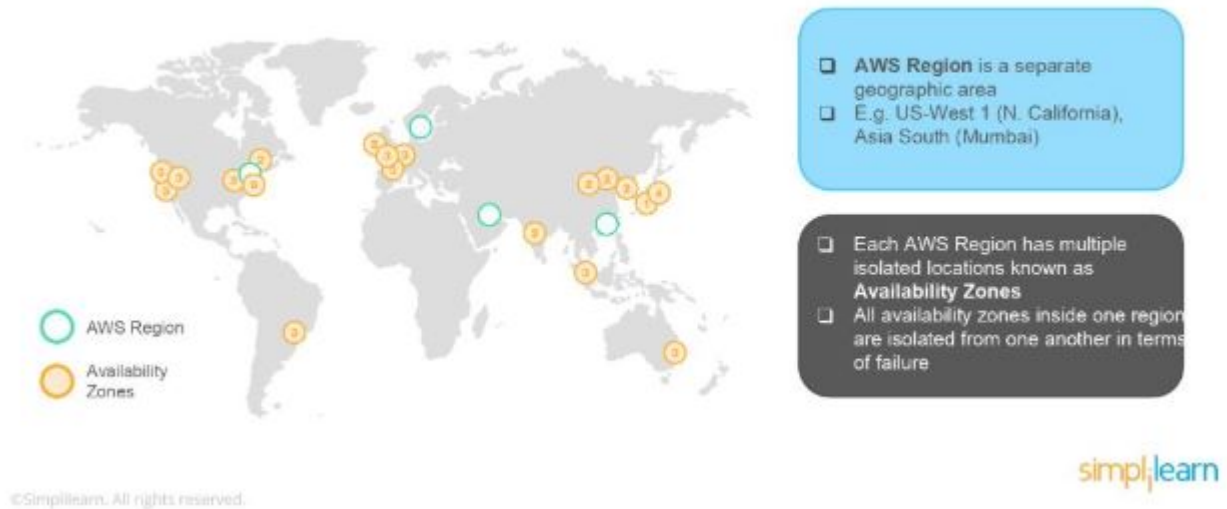 AWS Region is a separate
geographic area
E.g. US-West 1 (N. California),
Asia South (Mumbai)
Each AWS Region has multiple
isolated locations known as
Availability Zones
All availability zones inside one region
are isolated from one another in terms
of failure
AWS Region
Availability
Zones
simplilearn
©Simplilearn. All rights reserved.